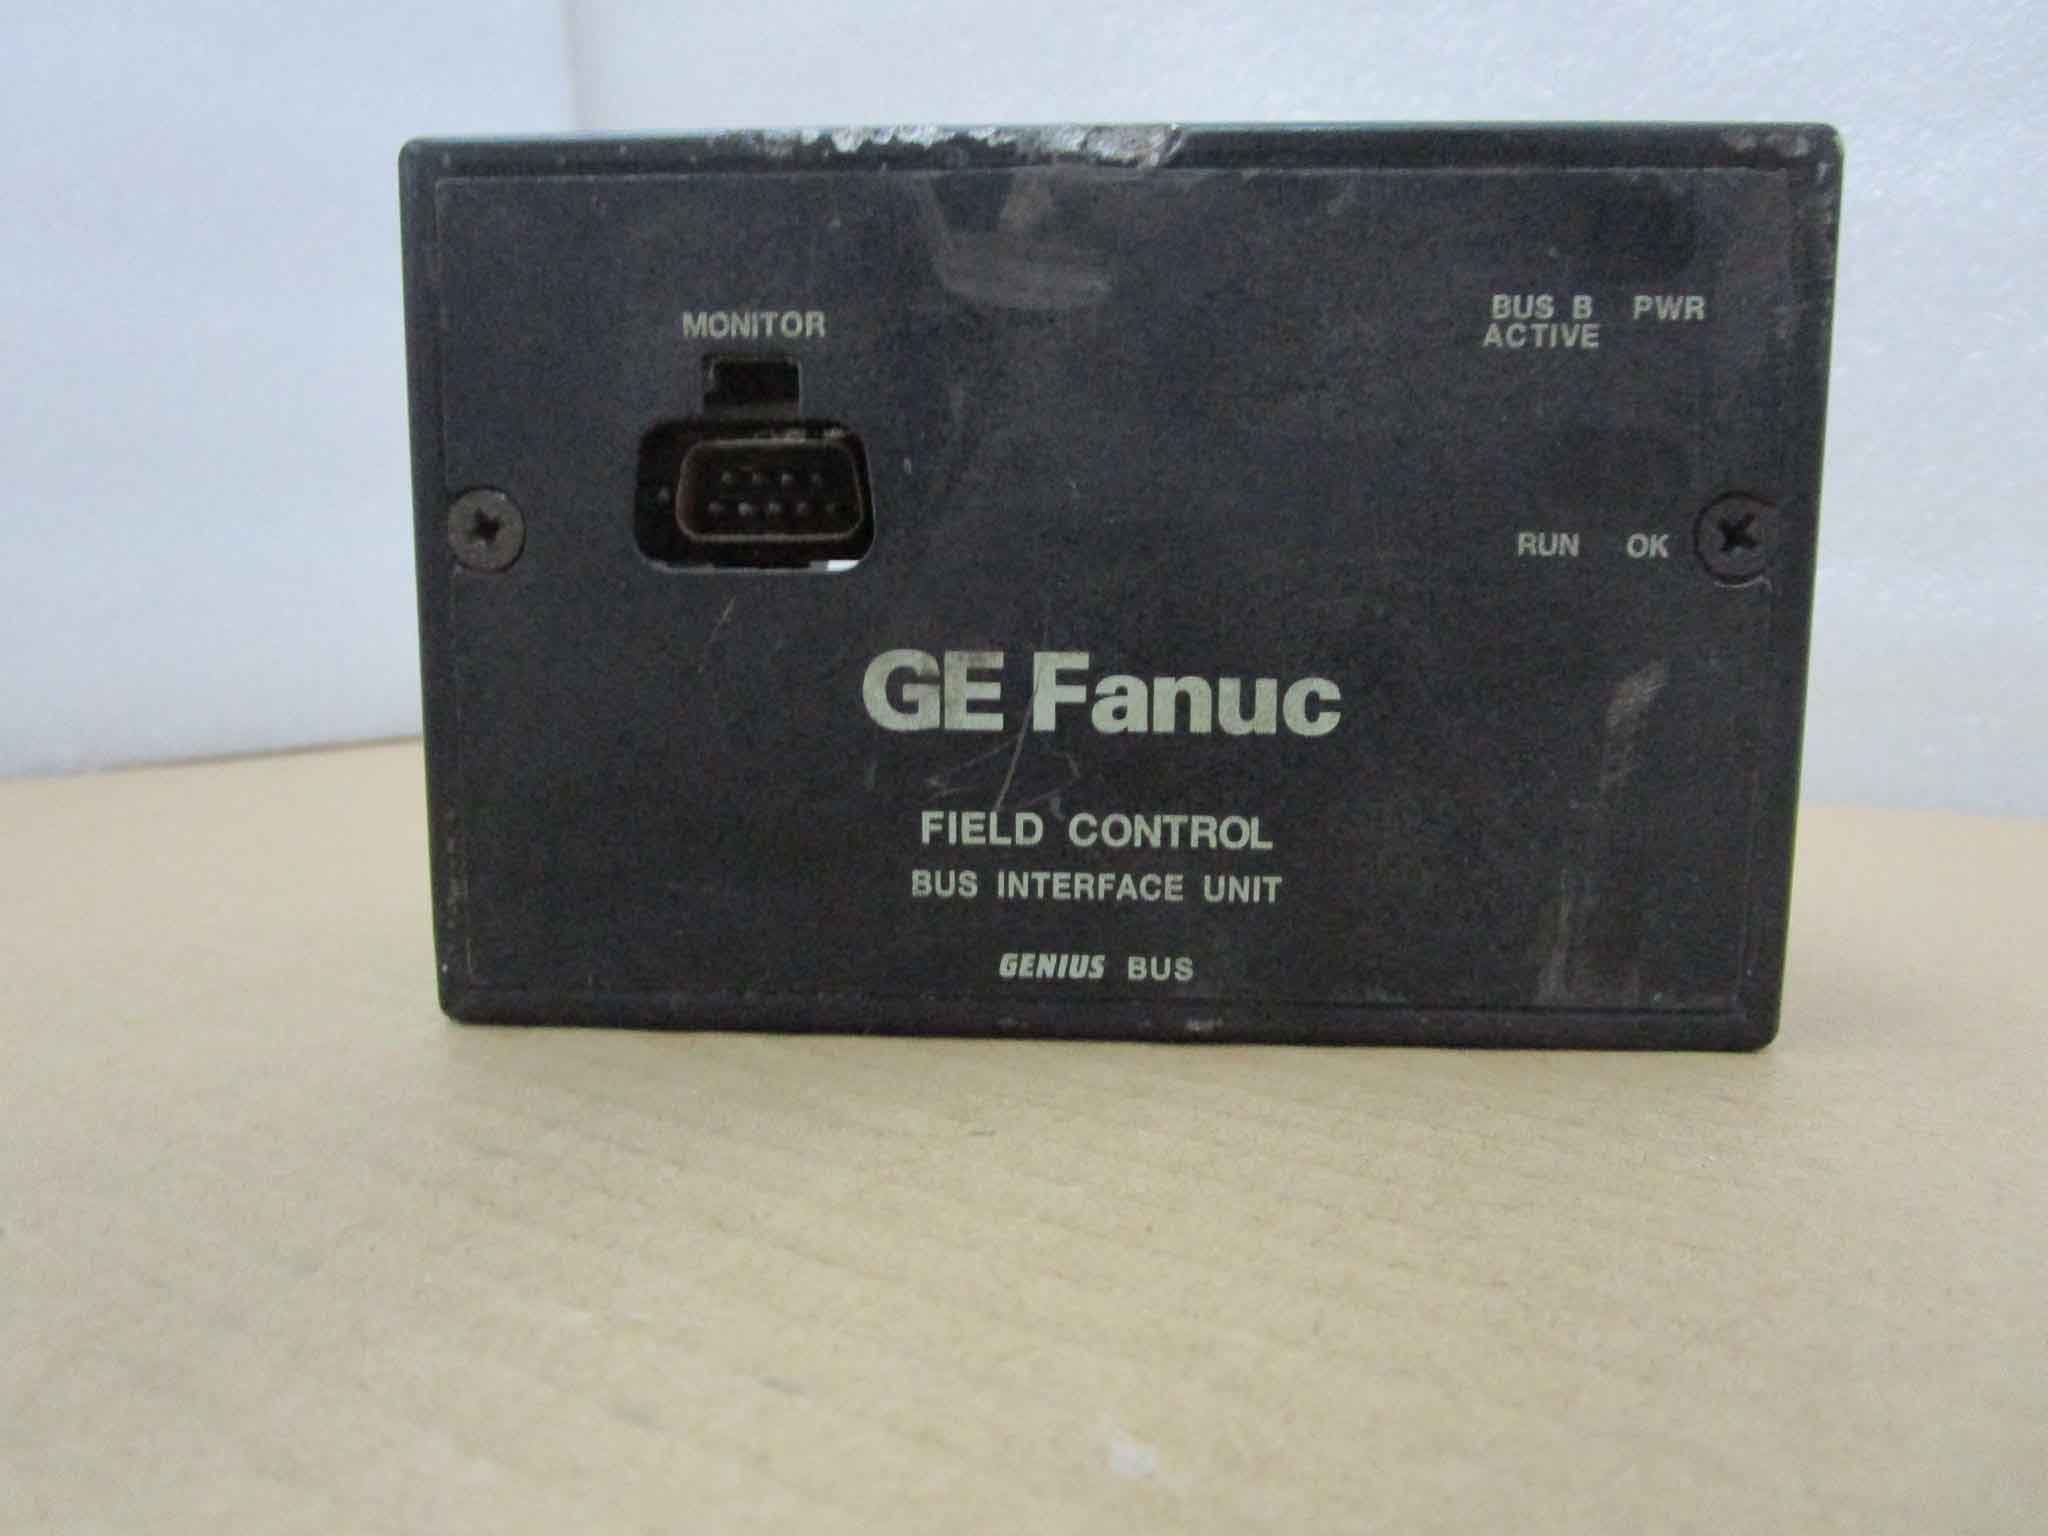 MONITOR
BUS B PWR
ACTIVE
RUN OK
GE Fanuc
FIELD CONTROL
BUS INTERFACE UNIT
GENIUS BUS